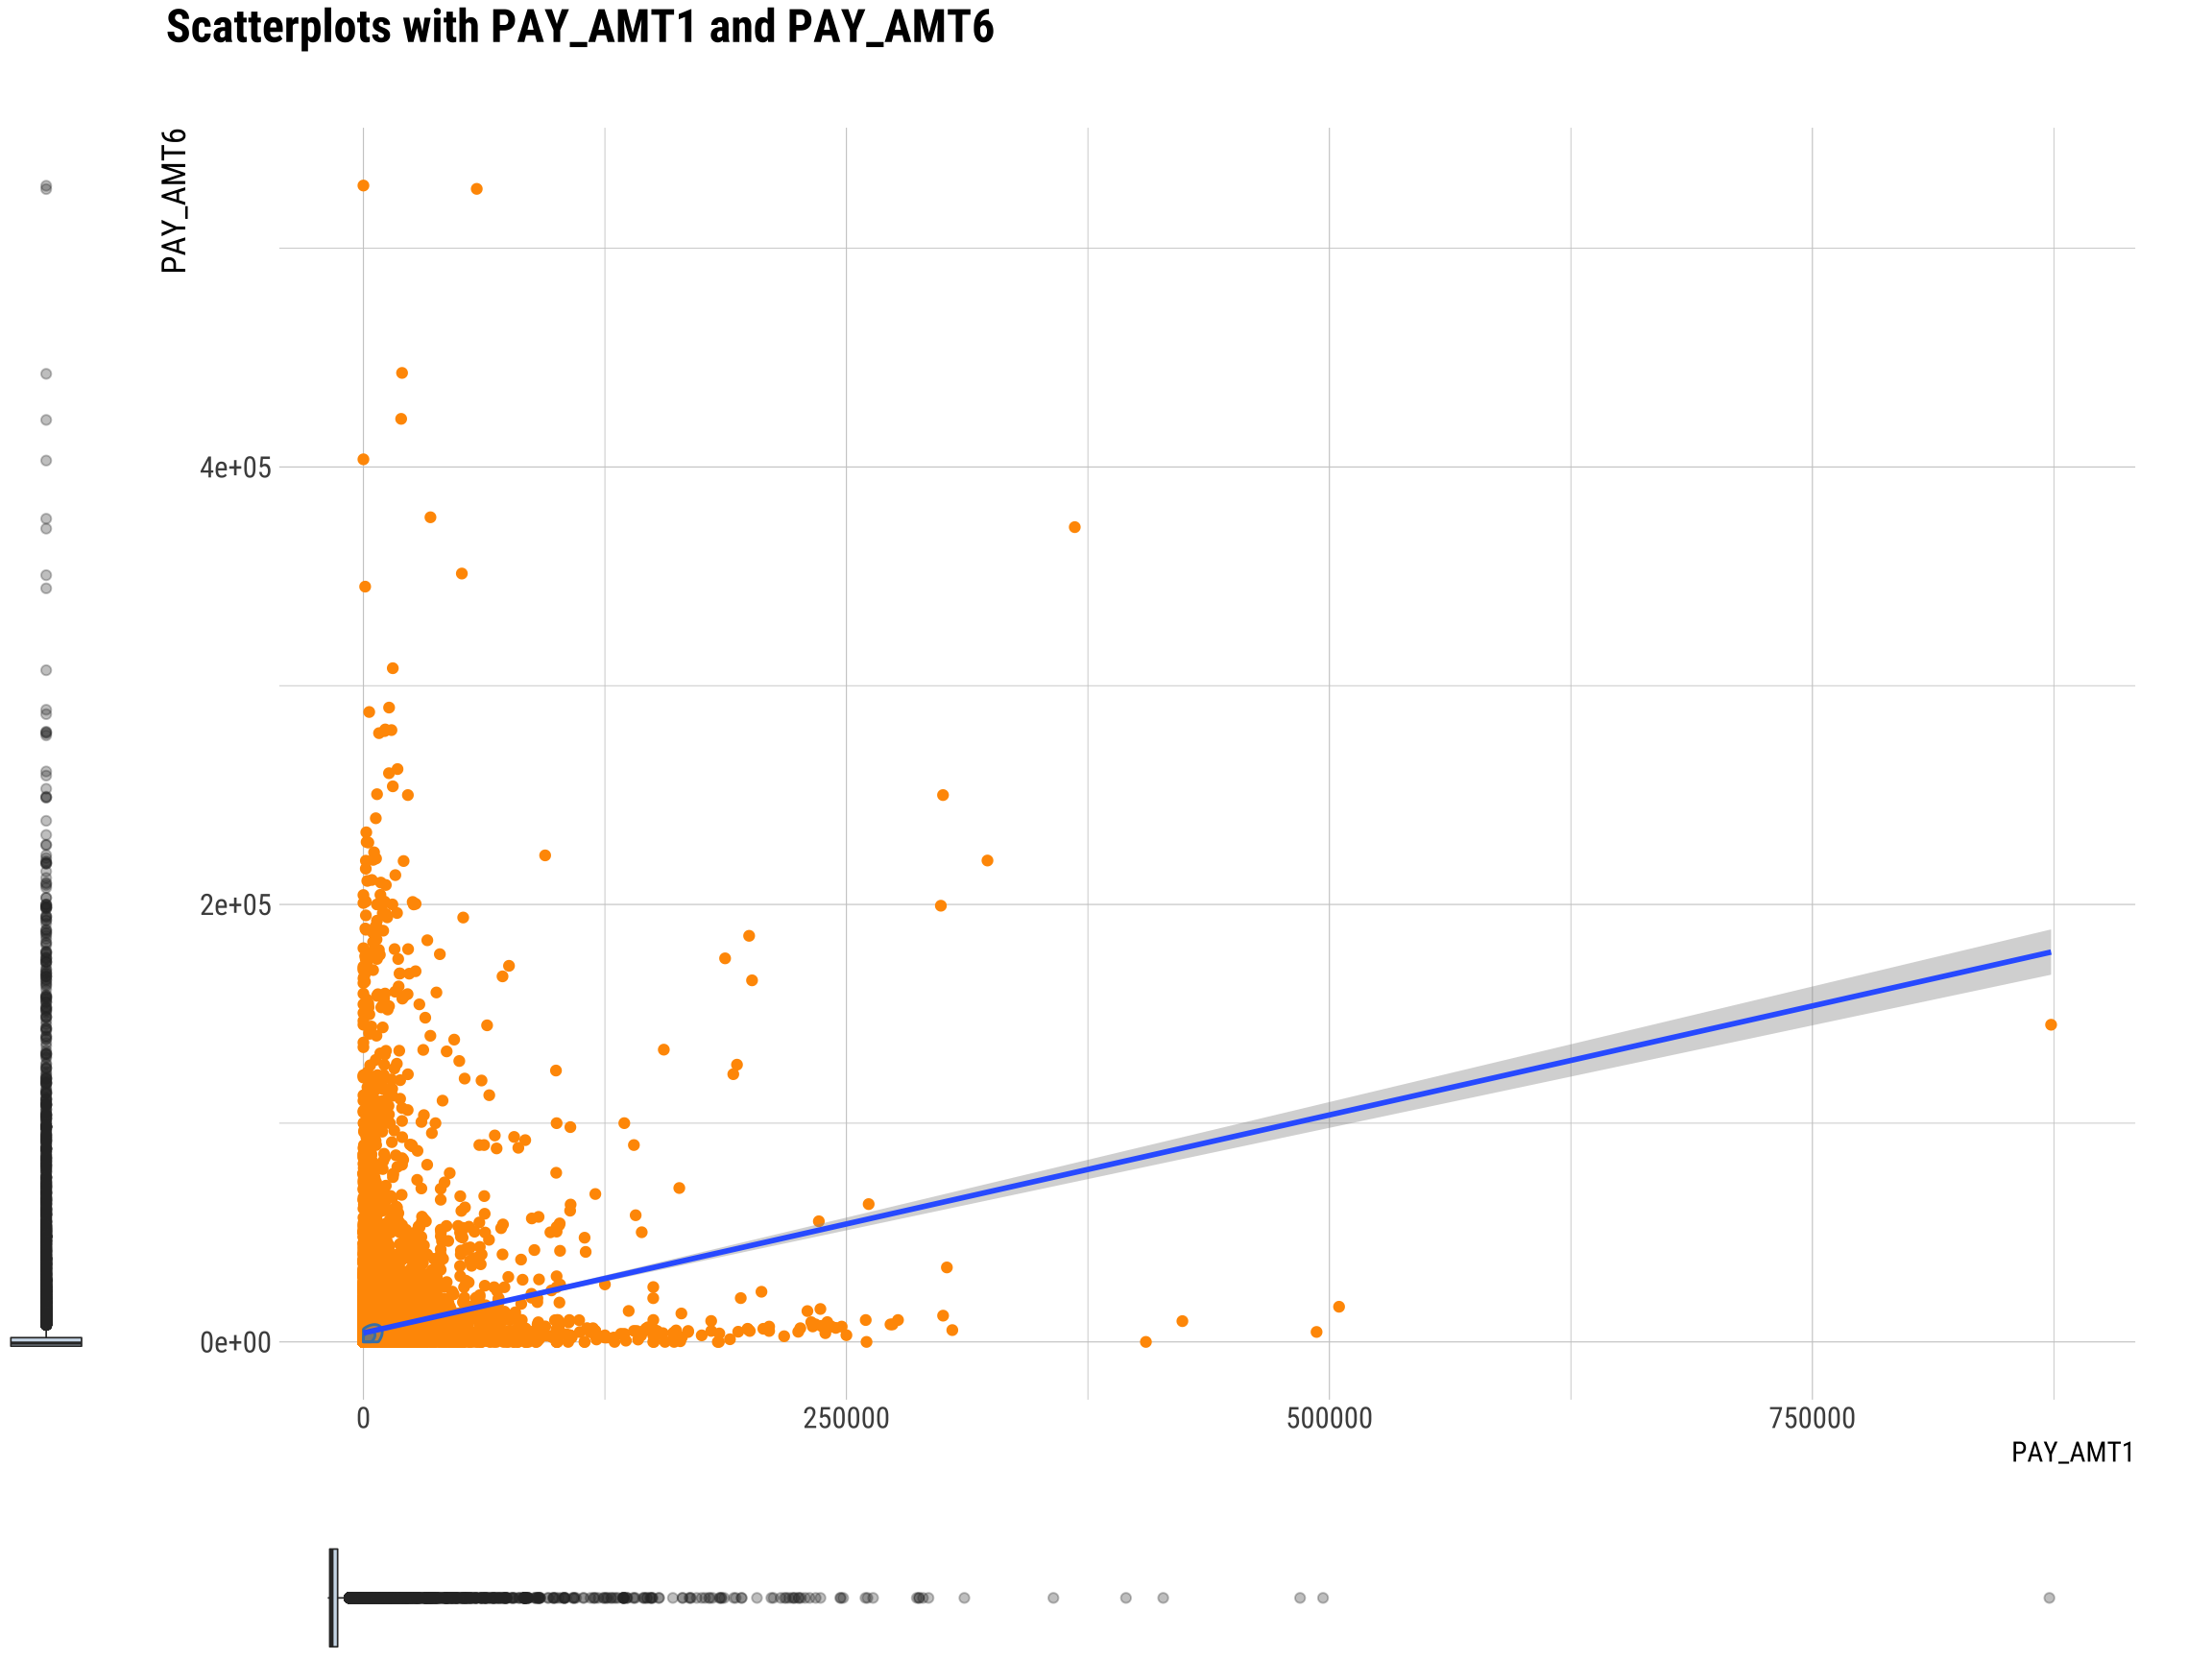 Scatterplots with PAY_AMT1 and PAY_AMT6
PAY_AMT6
4e+05
2e+05
0e+00
0 250000 500000 750000
PAY_AMT1